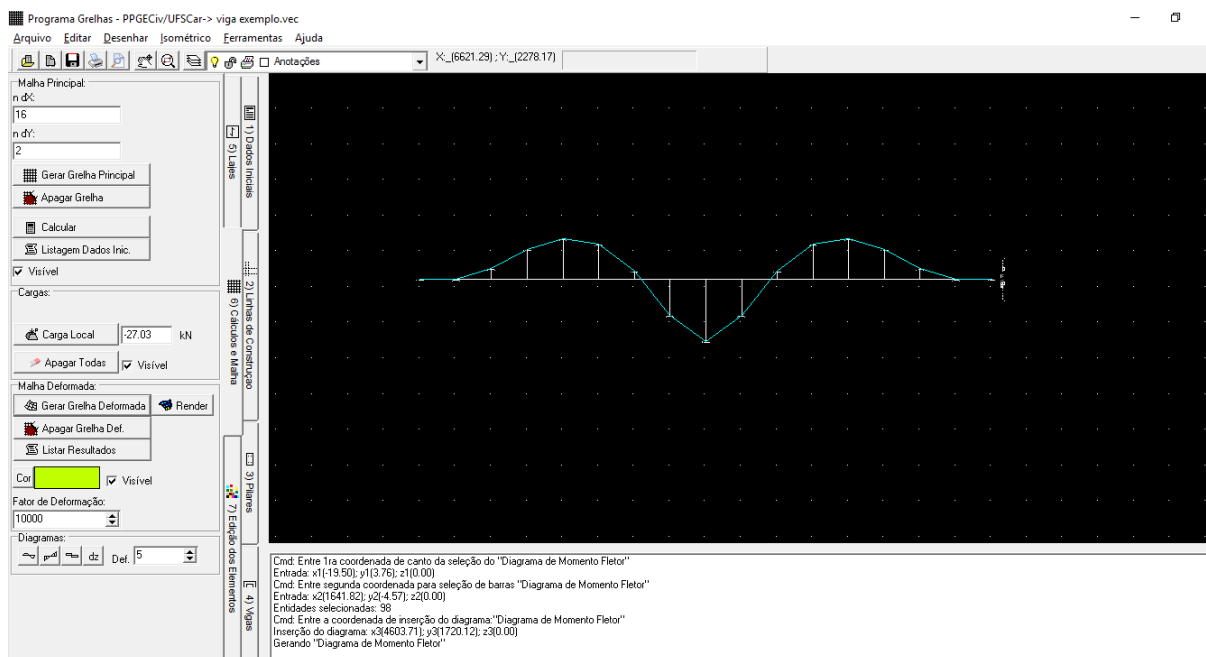 Programa Grelhas - PPGECiv/UFSCar-> viga exemplo.vec
Arquivo Editar Desenhar Isométrico Ferramentas Ajuda
Anotações
X:_(6621.29) ; Y:_(2278.17)
Malha Principal:
n dX:
16
n dY:
2
Gerar Grelha Principal
Apagar Grelha
Calcular
Listagem Dados Inic.
Visível
Cargas:
Carga Local -27.03 kN
Apagar Todas Visível
Malha Deformada:
Gerar Grelha Deformada Render
Apagar Grelha Def.
Listar Resultados
Cor Visível
Fator de Deformação:
10000
Diagramas:
dz Def. 5
5) Lajes
6) Cálculos e Malha
7) Edição dos Elementos
1) Dados Iniciais
2) Linhas de Construçao
3) Pilares
4) Vigas
Cmd: Entre 1ra coordenada de canto da seleção do "Diagrama de Momento Fletor"
Entrada: x1(-19.50); y1(3.76); z1(0.00)
Cmd: Entre segunda coordenada para seleção de barras "Diagrama de Momento Fletor"
Entrada: x2(1641.82); y2(-4.57); z2(0.00)
Entidades selecionadas: 98
Cmd: Entre a coordenada de inserção do diagrama:"Diagrama de Momento Fletor"
Inserção do diagrama: x3(4603.71); y3(1720.12); z3(0.00)
Gerando "Diagrama de Momento Fletor"